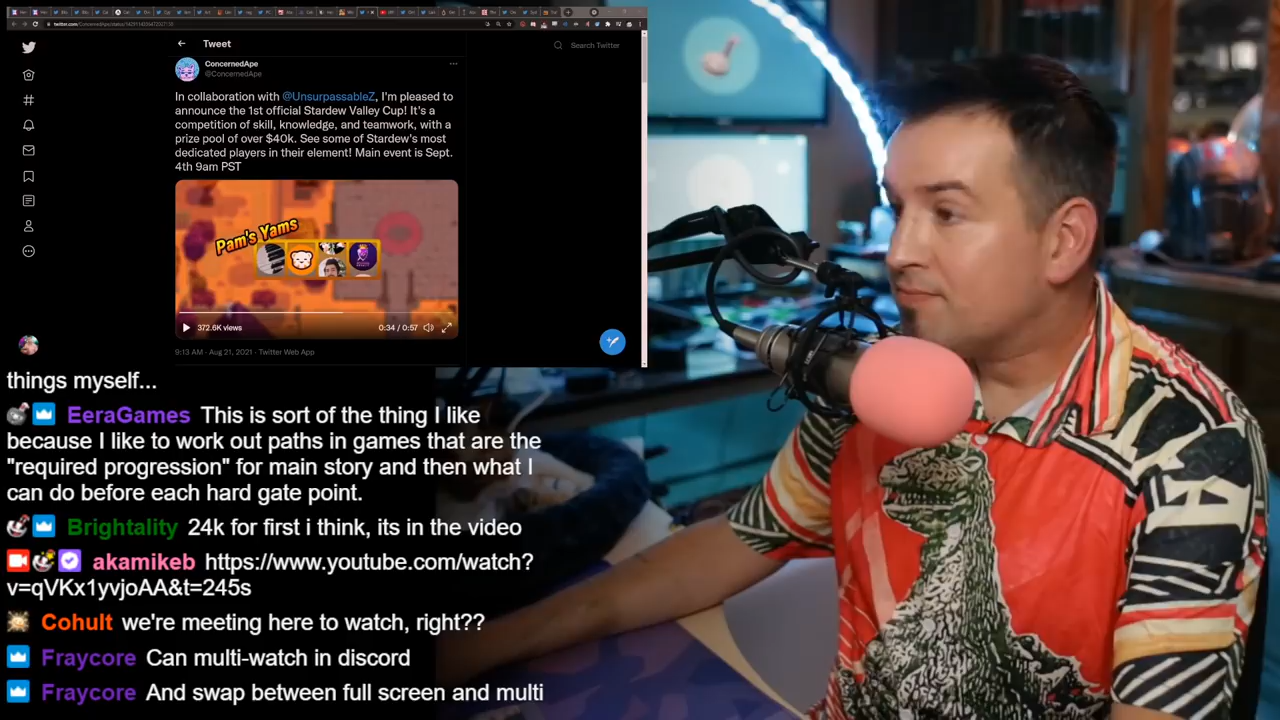 Tweet
Search Twitter
ConcernedApe
@ConcernedApe
In collaboration with @UnsurpassableZ, I'm pleased to
announce the 1st official Stardew Valley Cup! It's a
competition of skill, knowledge, and teamwork, with a
prize pool of over $40k. See some of Stardew's most
dedicated players in their element! Main event is Sept.
4th 9am PST
Pam's Yams
372.6K views
0:34 / 0:57
9:13 AM · Aug 21, 2021 · Twitter Web App
things myself...
EeraGames This is sort of the thing I like
because I like to work out paths in games that are the
"required progression" for main story and then what I
can do before each hard gate point.
Brightality 24k for first i think, its in the video
akamikeb https://www.youtube.com/watch?
v=qVKx1yvjoAA&t=245s
Cohult we're meeting here to watch, right??
Fraycore Can multi-watch in discord
Fraycore And swap between full screen and multi